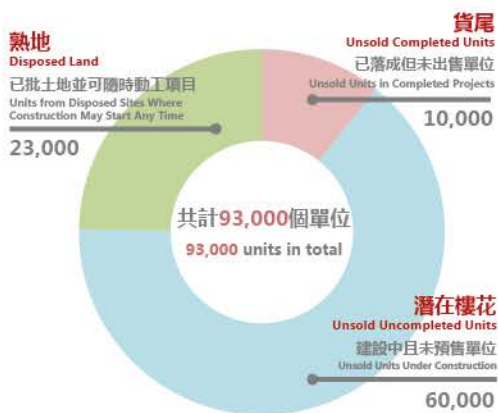 熟地
Disposed Land
已批土地並可隨時動工項目
Units from Disposed Sites Where
Construction May Start Any Time
23,000
貨尾
Unsold Completed Units
已落成但未出售單位
Unsold Units in Completed Projects
10,000
共計93,000個單位
93,000 units in total
潛在樓花
Unsold Uncompleted Units
建設中且未預售單位
Unsold Units Under Construction
60,000